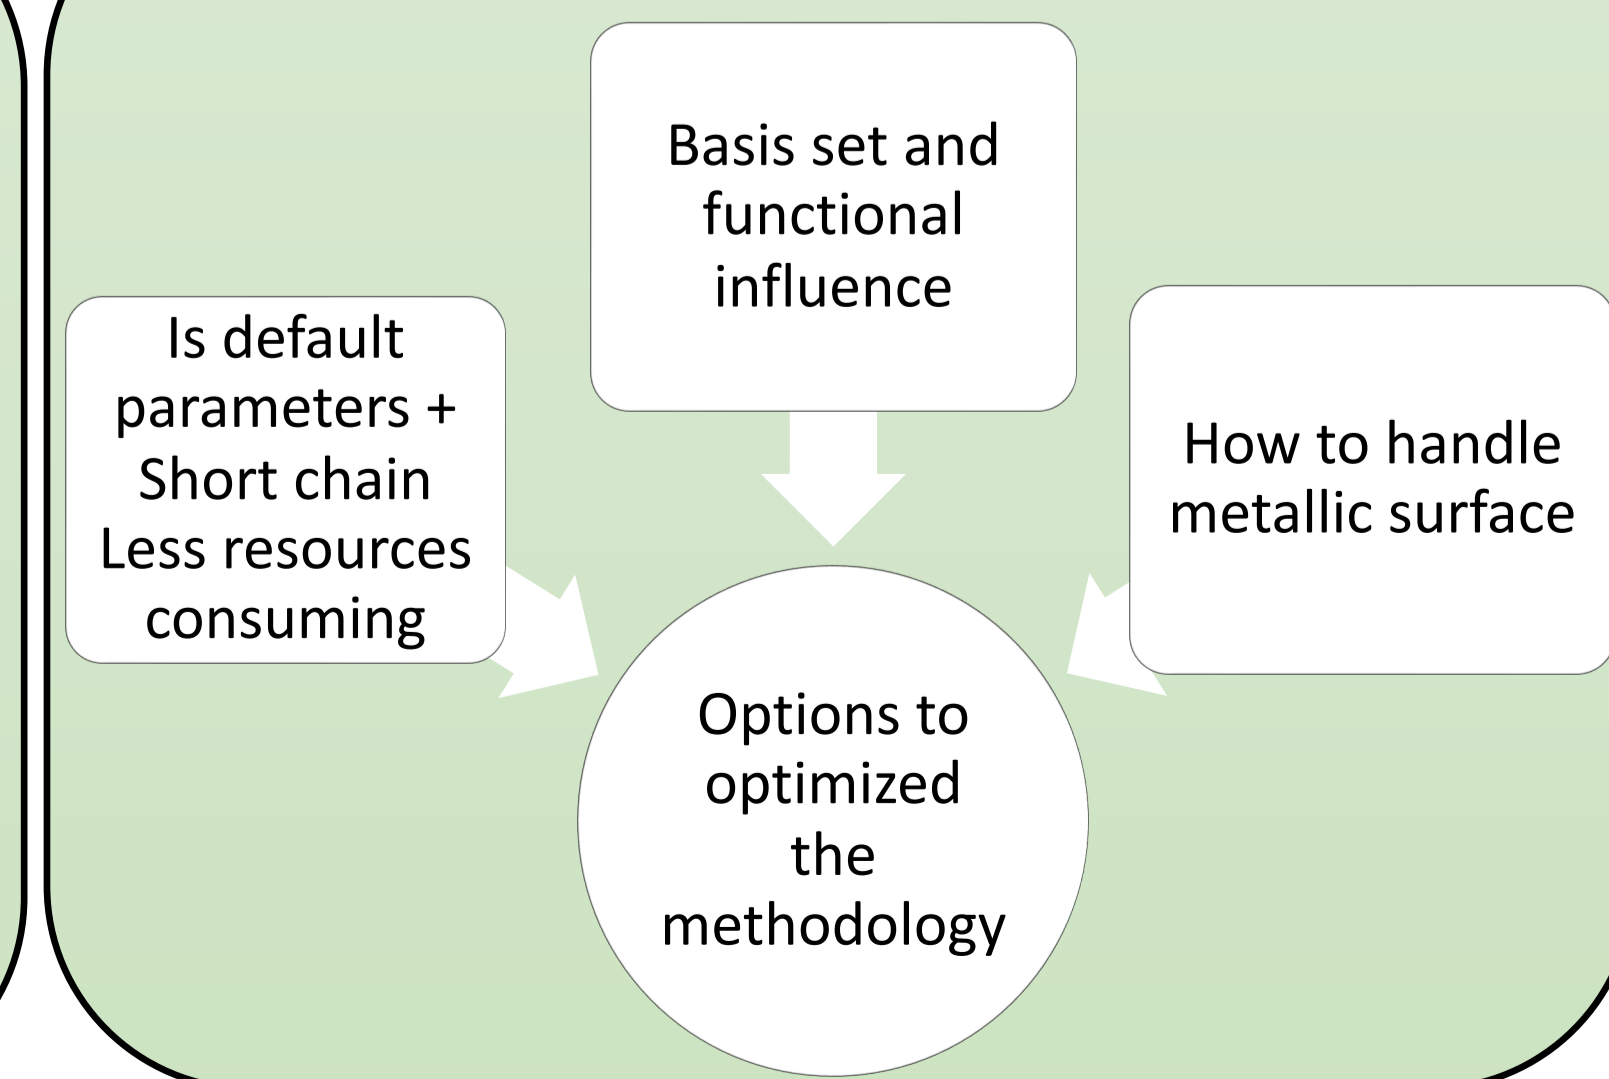 Basis set and
functional
influence
Is default
parameters +
Short chain
Less resources
consuming
How to handle
metallic surface
Options to
optimized
the
methodology